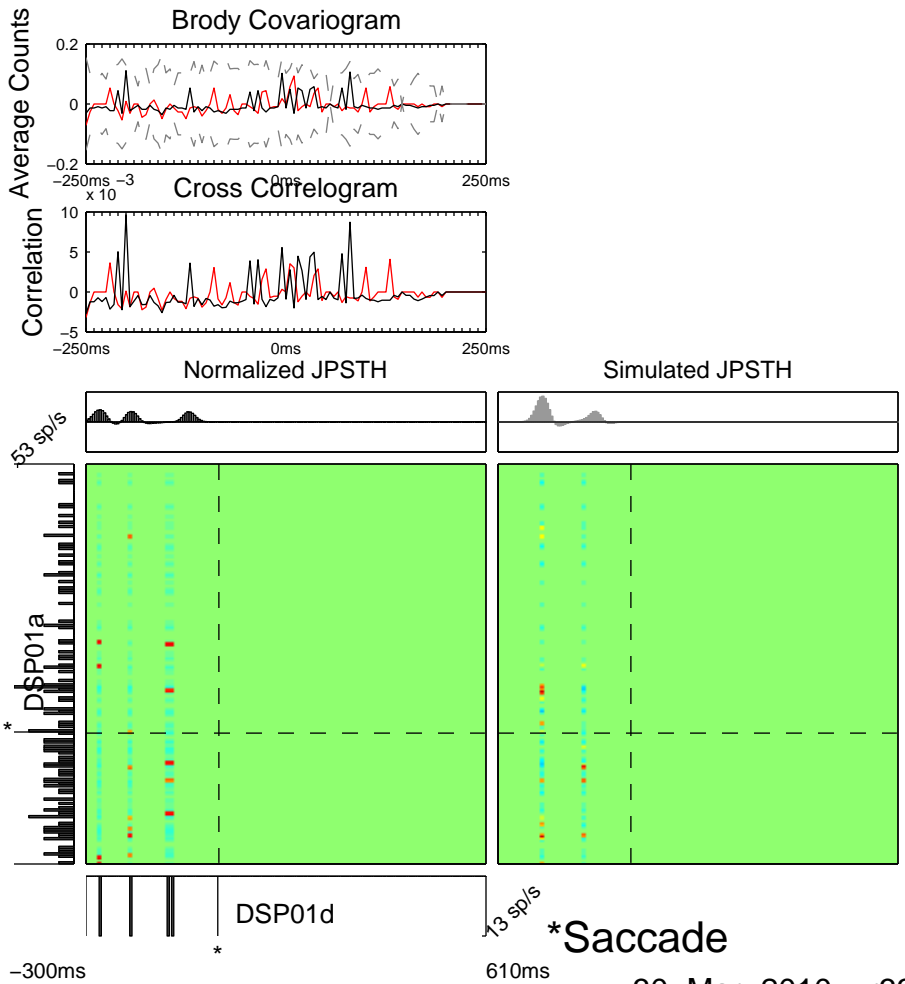 Brody Covariogram
Average Counts
0.2
0
−0.2
−250ms
0ms
250ms
Cross Correlogram
x 10 −3
Correlation
10
5
0
−5
−250ms
0ms
250ms
Normalized JPSTH
Simulated JPSTH
53 sp/s
DSP01a
*
DSP01d
13 sp/s
*
*Saccade
−300ms
610ms